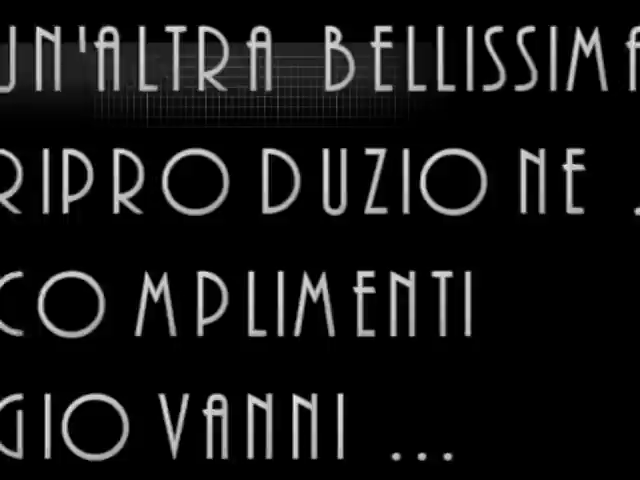 UN'ALTRA BELLISSIMA
RIPRODUZIONE .
COMPLIMENTI
GIOVANNI ...